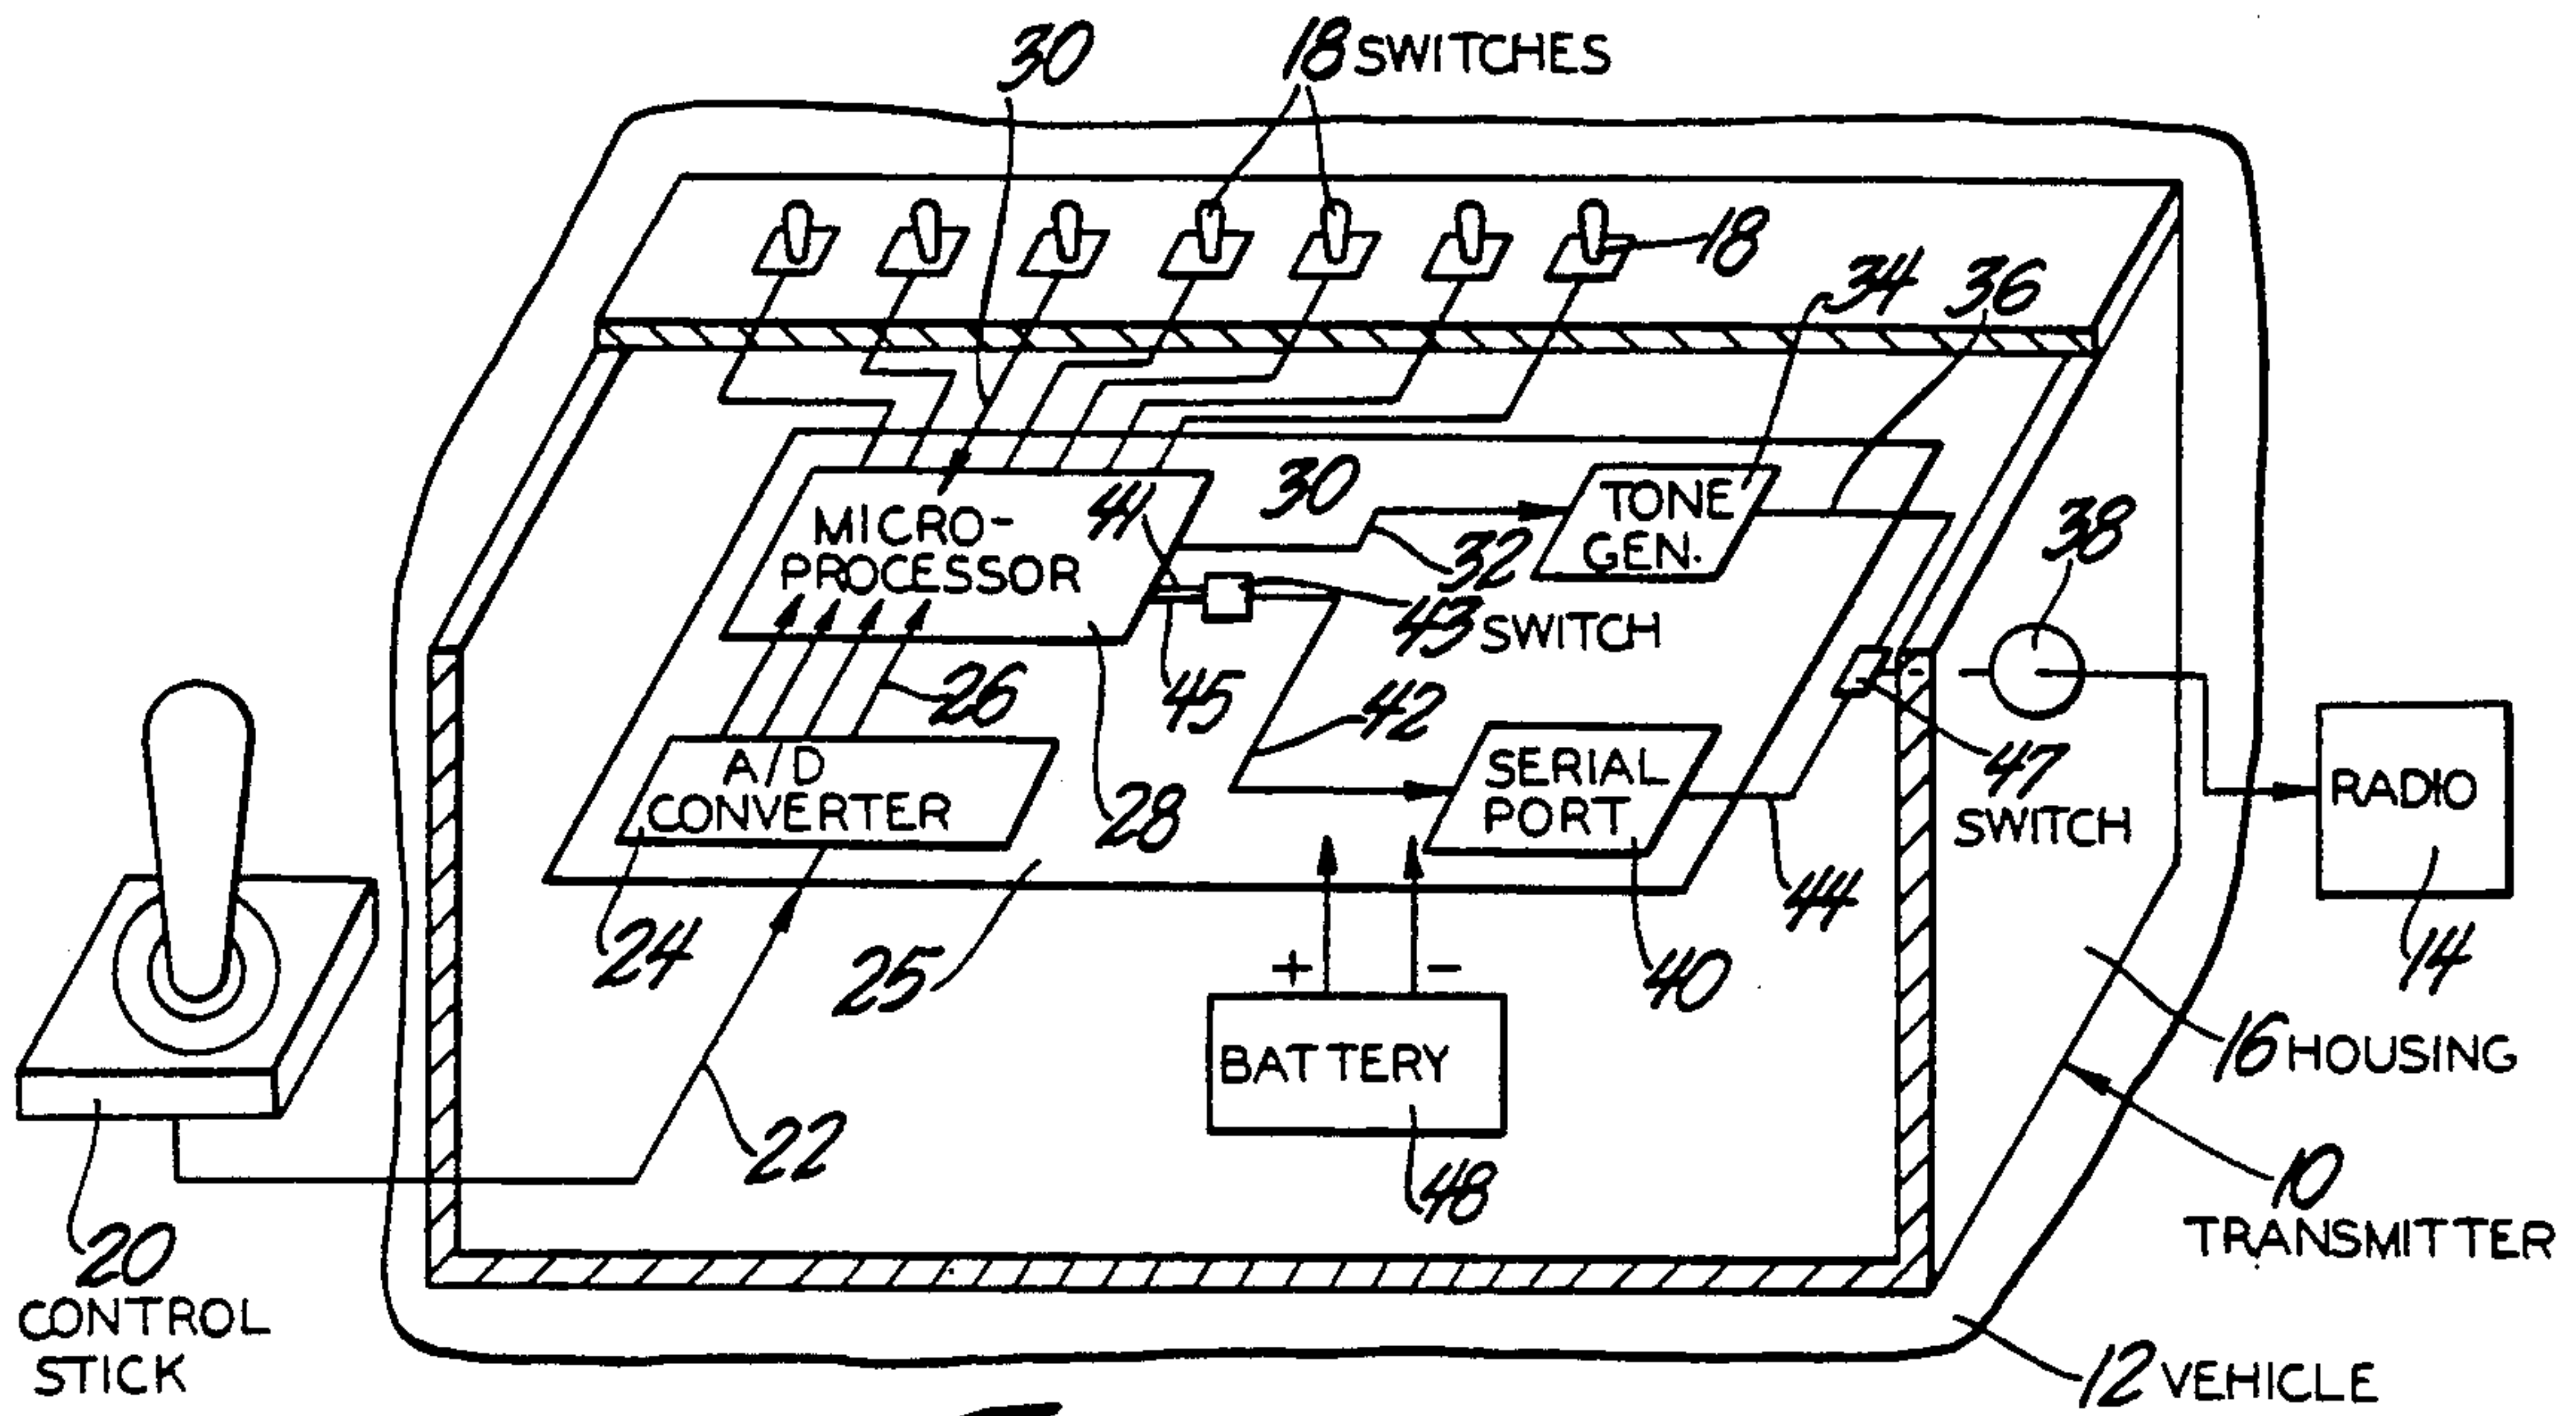 30
18 SWITCHES
18
34
36
MICRO-
PROCESSOR
41
30
32
TONE
GEN.
38
43 SWITCH
45
26
42
47
SWITCH
A/D
CONVERTER
28
SERIAL
PORT
RADIO
44
24
25
+
-
40
14
BATTERY
16 HOUSING
22
48
10
TRANSMITTER
20
CONTROL
STICK
12 VEHICLE